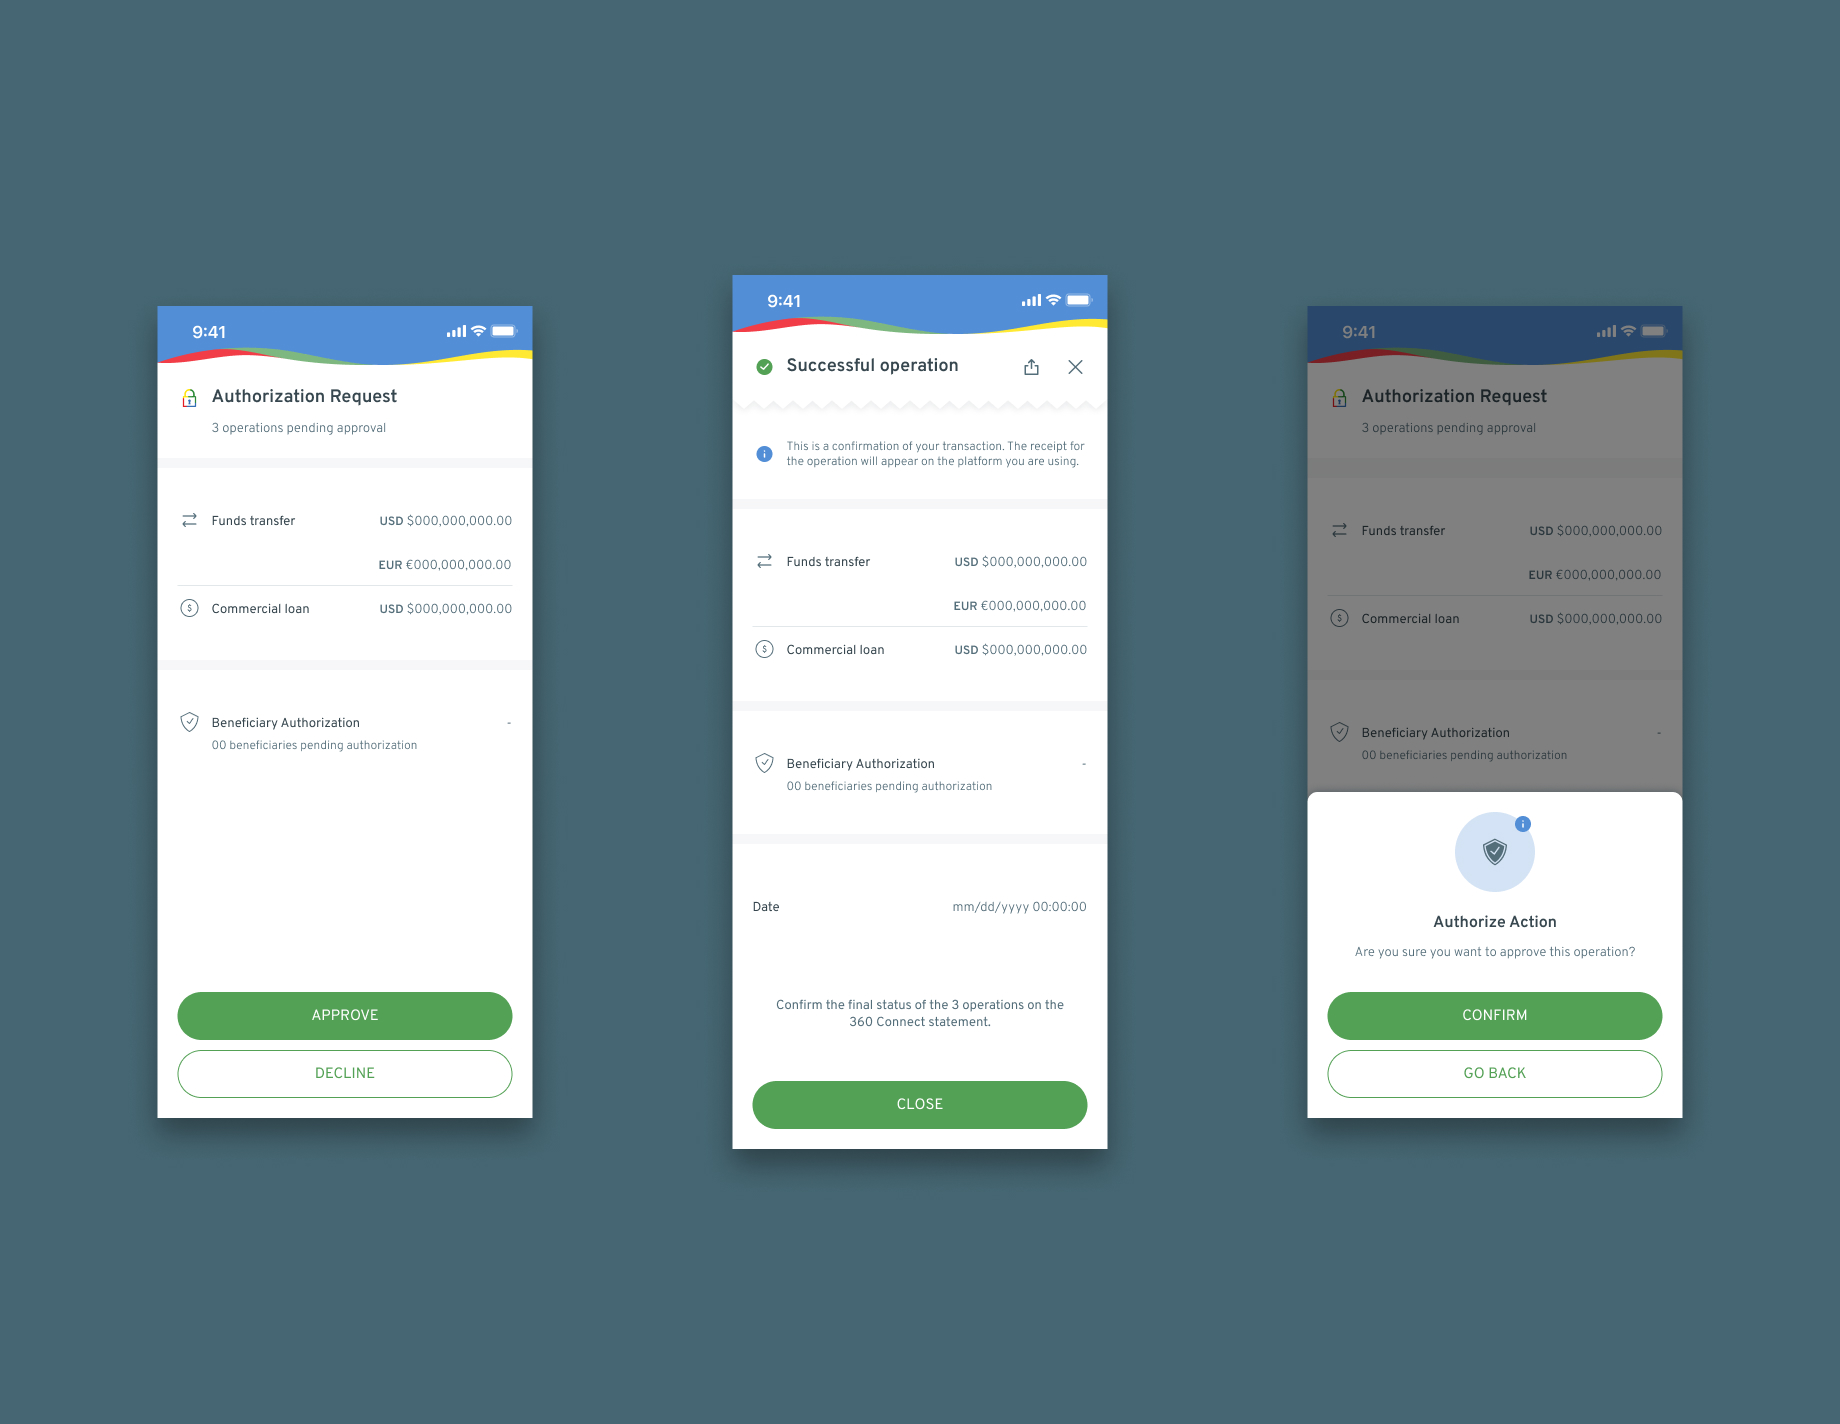 9:41
Authorization Request
3 operations pending approval
Funds transfer USD $000,000,000.00
EUR €000,000,000.00
Commercial loan USD $000,000,000.00
Beneficiary Authorization -
00 beneficiaries pending authorization
APPROVE
DECLINE
9:41
Successful operation
This is a confirmation of your transaction. The receipt for
the operation will appear on the platform you are using.
Funds transfer USD $000,000,000.00
EUR €000,000,000.00
Commercial loan USD $000,000,000.00
Beneficiary Authorization -
00 beneficiaries pending authorization
Date mm/dd/yyyy 00:00:00
Confirm the final status of the 3 operations on the
360 Connect statement.
CLOSE
9:41
Authorization Request
3 operations pending approval
Funds transfer USD $000,000,000.00
EUR €000,000,000.00
Commercial loan USD $000,000,000.00
Beneficiary Authorization -
00 beneficiaries pending authorization
Authorize Action
Are you sure you want to approve this operation?
CONFIRM
GO BACK